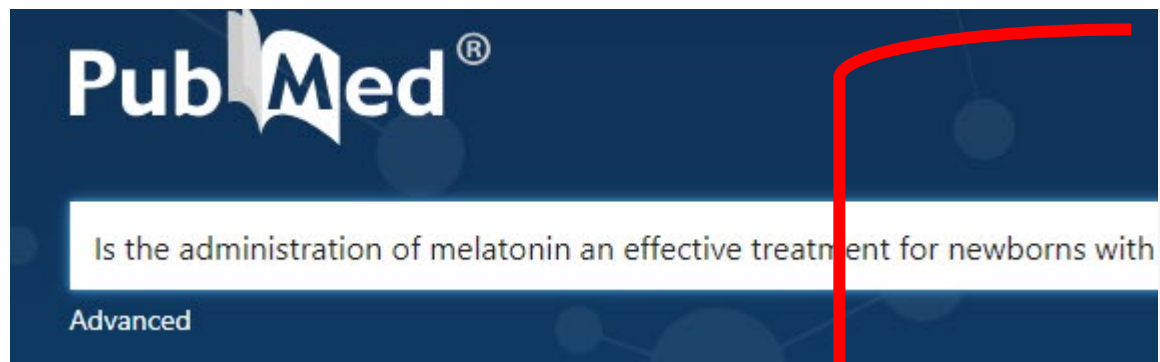 PubMed®
Is the administration of melatonin an effective treatment for newborns with
Advanced